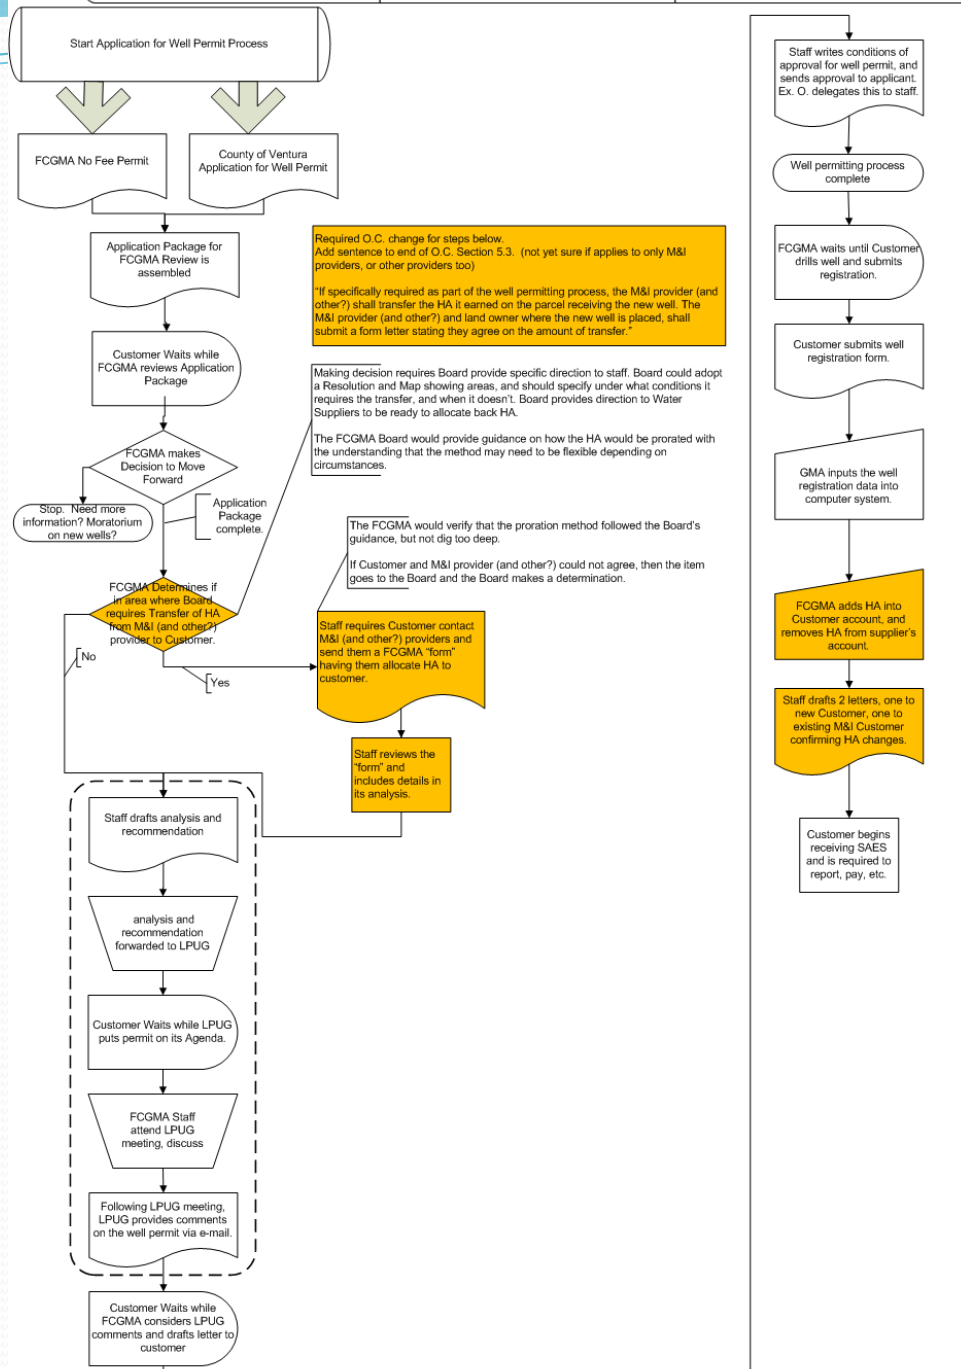 Start Application for Well Permit Process
FCGMA No Fee Permit
County of Ventura
Application for Well Permit
Application Package for
FCGMA Review is
assembled
Customer Waits while
FCGMA reviews Application
Package
FCGMA makes
Decision to Move
Forward
Stop. Need more
information? Moratorium
on new wells?
Application
Package
complete.
FCGMA Determines if
in area where Board
requires Transfer of HA
from M&I (and other?)
provider to Customer.
No
Yes
Required O.C. change for steps below.
Add sentence to end of O.C. Section 5.3.  (not yet sure if applies to only M&I
providers, or other providers too)
"If specifically required as part of the well permitting process, the M&I provider (and
other?) shall transfer the HA it earned on the parcel receiving the new well. The
M&I provider (and other?) and land owner where the new well is placed, shall
submit a form letter stating they agree on the amount of transfer."
Making decision requires Board provide specific direction to staff. Board could adopt
a Resolution and Map showing areas, and should specify under what conditions it
requires the transfer, and when it doesn't. Board provides direction to Water
Suppliers to be ready to allocate back HA.
The FCGMA Board would provide guidance on how the HA would be prorated with
the understanding that the method may need to be flexible depending on
circumstances.
The FCGMA would verify that the proration method followed the Board's
guidance, but not dig too deep.
If Customer and M&I provider (and other?) could not agree, then the item
goes to the Board and the Board makes a determination.
Staff requires Customer contact
M&I (and other?) providers and
send them a FCGMA "form"
having them allocate HA to
customer.
Staff reviews the
"form" and
includes details in
its analysis.
Staff drafts analysis and
recommendation
analysis and
recommendation
forwarded to LPUG
Customer Waits while LPUG
puts permit on its Agenda.
FCGMA Staff
attend LPUG
meeting, discuss
Following LPUG meeting,
LPUG provides comments
on the well permit via e-mail.
Customer Waits while
FCGMA considers LPUG
comments and drafts letter to
customer
Staff writes conditions of
approval for well permit, and
sends approval to applicant.
Ex. O. delegates this to staff.
Well permitting process
complete
FCGMA waits until Customer
drills well and submits
registration.
Customer submits well
registration form.
GMA inputs the well
registration data into
computer system.
FCGMA adds HA into
Customer account, and
removes HA from supplier's
account.
Staff drafts 2 letters, one to
new Customer, one to
existing M&I Customer
confirming HA changes.
Customer begins
receiving SAES
and is required to
report, pay, etc.